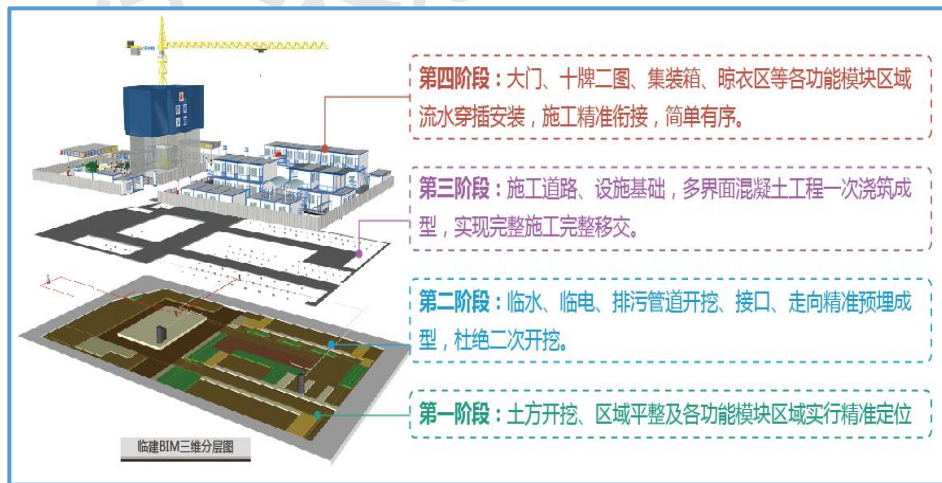 第四阶段：大门、十牌二图、集装箱、晾衣区等各功能模块区域
流水穿插安装，施工精准衔接，简单有序。
第三阶段：施工道路、设施基础，多界面混凝土工程一次浇筑成
型，实现完整施工完整移交。
第二阶段：临水、临电、排污管道开挖、接口、走向精准预埋成
型，杜绝二次开挖。
第一阶段：土方开挖、区域平整及各功能模块区域实行精准定位
临建BIM三维分层图